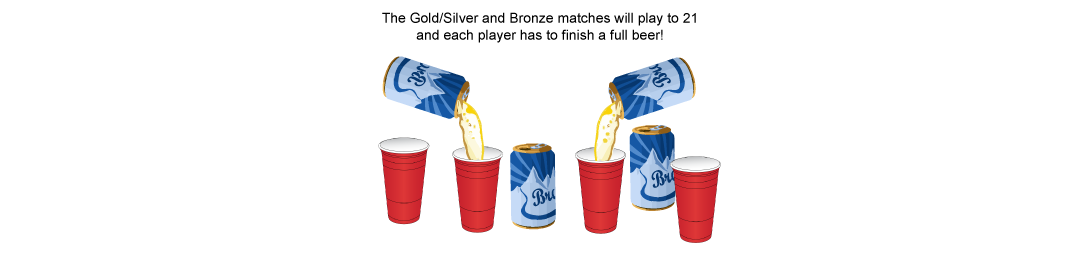 The Gold/Silver and Bronze matches will play to 21
and each player has to finish a full beer!